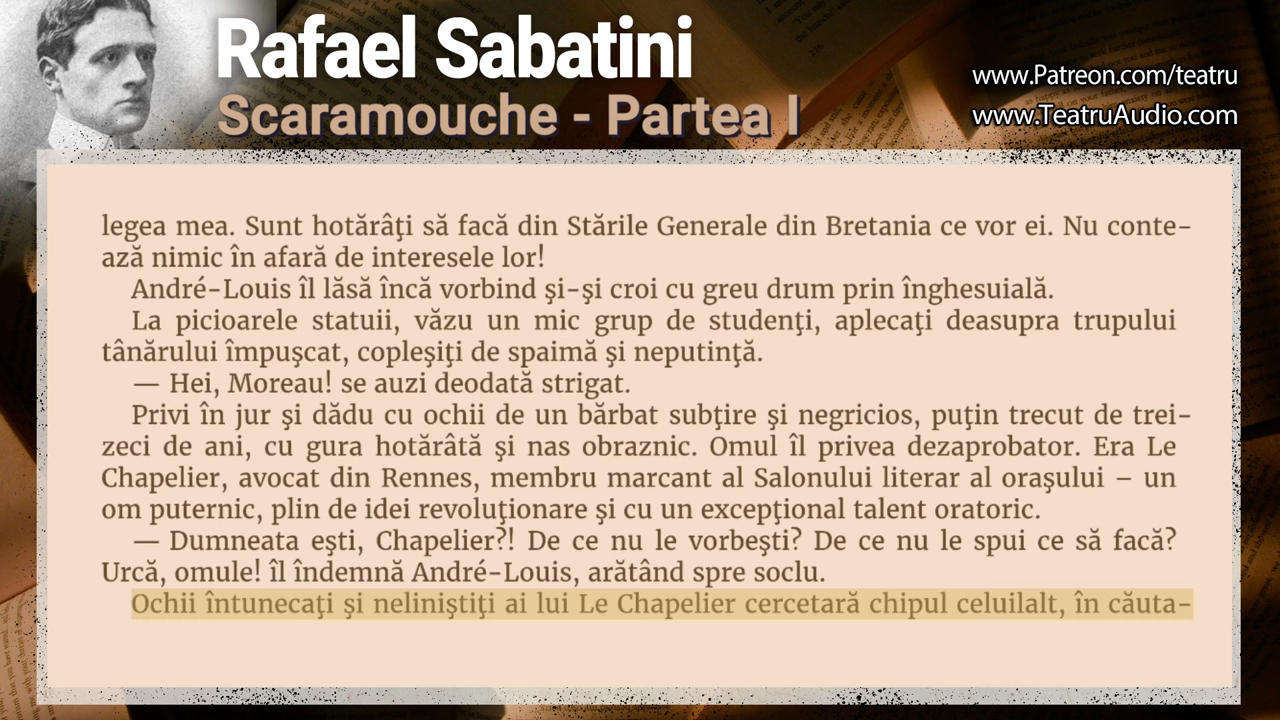 Rafael Sabatini
Scaramouche - Partea I
www.Patreon.com/teatru
www.TeatruAudio.com
legea mea. Sunt hotărâţi să facă din Stările Generale din Bretania ce vor ei. Nu conte-
ază nimic în afară de interesele lor!
André-Louis îl lăsă încă vorbind şi-şi croi cu greu drum prin înghesuială.
La picioarele statuii, văzu un mic grup de studenţi, aplecaţi deasupra trupului
tânărului împuşcat, copleşiţi de spaimă şi neputinţă.
— Hei, Moreau! se auzi deodată strigat.
Privi în jur şi dădu cu ochii de un bărbat subţire şi negricios, puţin trecut de trei-
zeci de ani, cu gura hotărâtă şi nas obraznic. Omul îl privea dezaprobator. Era Le
Chapelier, avocat din Rennes, membru marcant al Salonului literar al oraşului – un
om puternic, plin de idei revoluţionare şi cu un excepţional talent oratoric.
— Dumneata eşti, Chapelier?! De ce nu le vorbeşti? De ce nu le spui ce să facă?
Urcă, omule! îl îndemnă André-Louis, arătând spre soclu.
Ochii întunecaţi şi neliniştiţi ai lui Le Chapelier cercetară chipul celuilalt, în căuta-